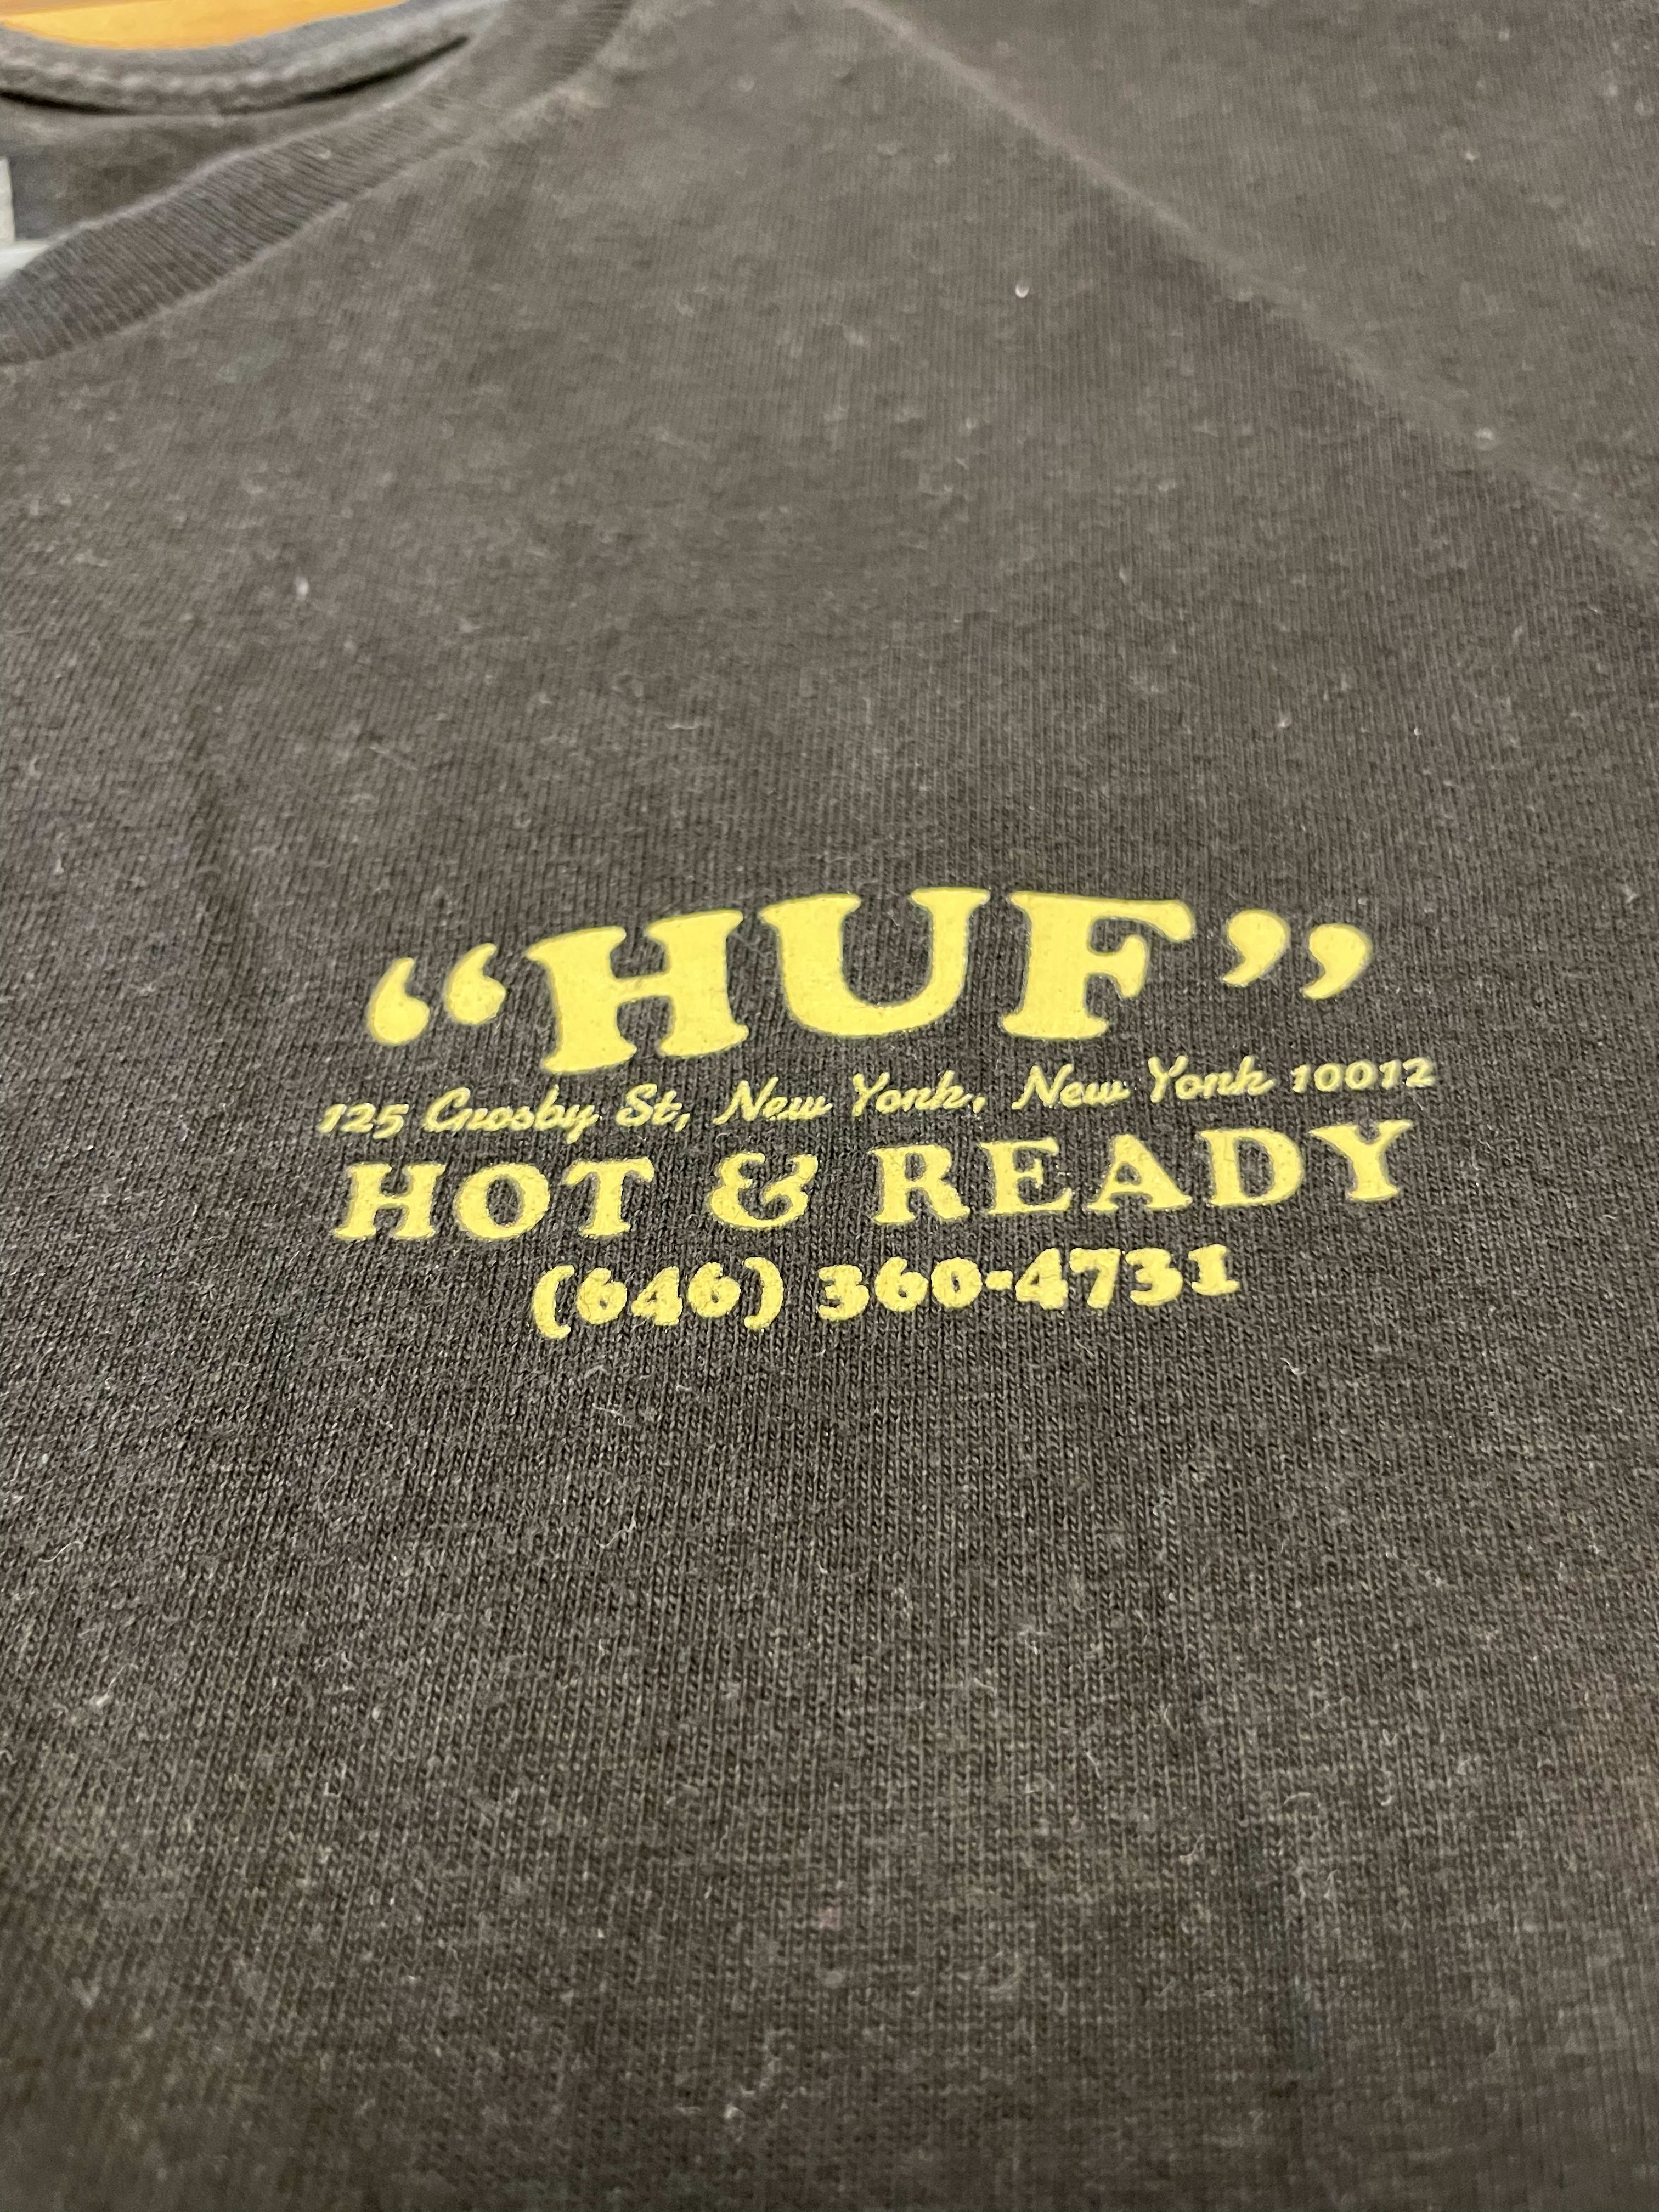 “HUF”
125 Crosby St, New York, New York 10012
HOT & READY
(646) 360-4731